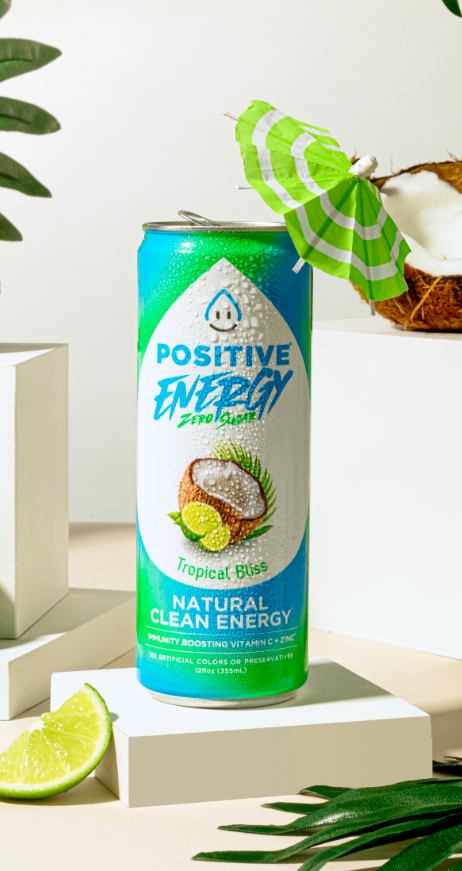 POSITIVE
ENERGY
ZERO SUGAR
Tropical Bliss
NATURAL
CLEAN ENERGY
IMMUNITY BOOSTING VITAMIN C + ZINC
NO ARTIFICIAL COLORS OR PRESERVATIVES
12floz (355mL)